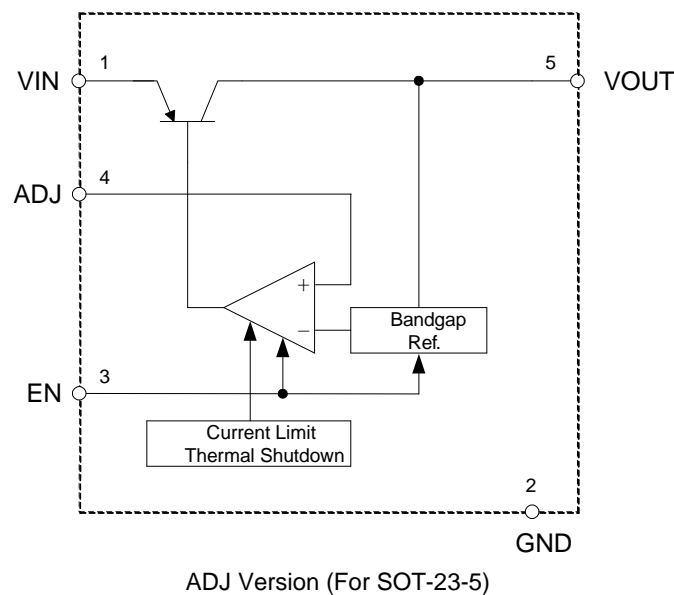 1
5
VIN
VOUT
4
ADJ
+
−
Bandgap
Ref.
3
EN
Current Limit
Thermal Shutdown
2
GND
ADJ Version (For SOT-23-5)